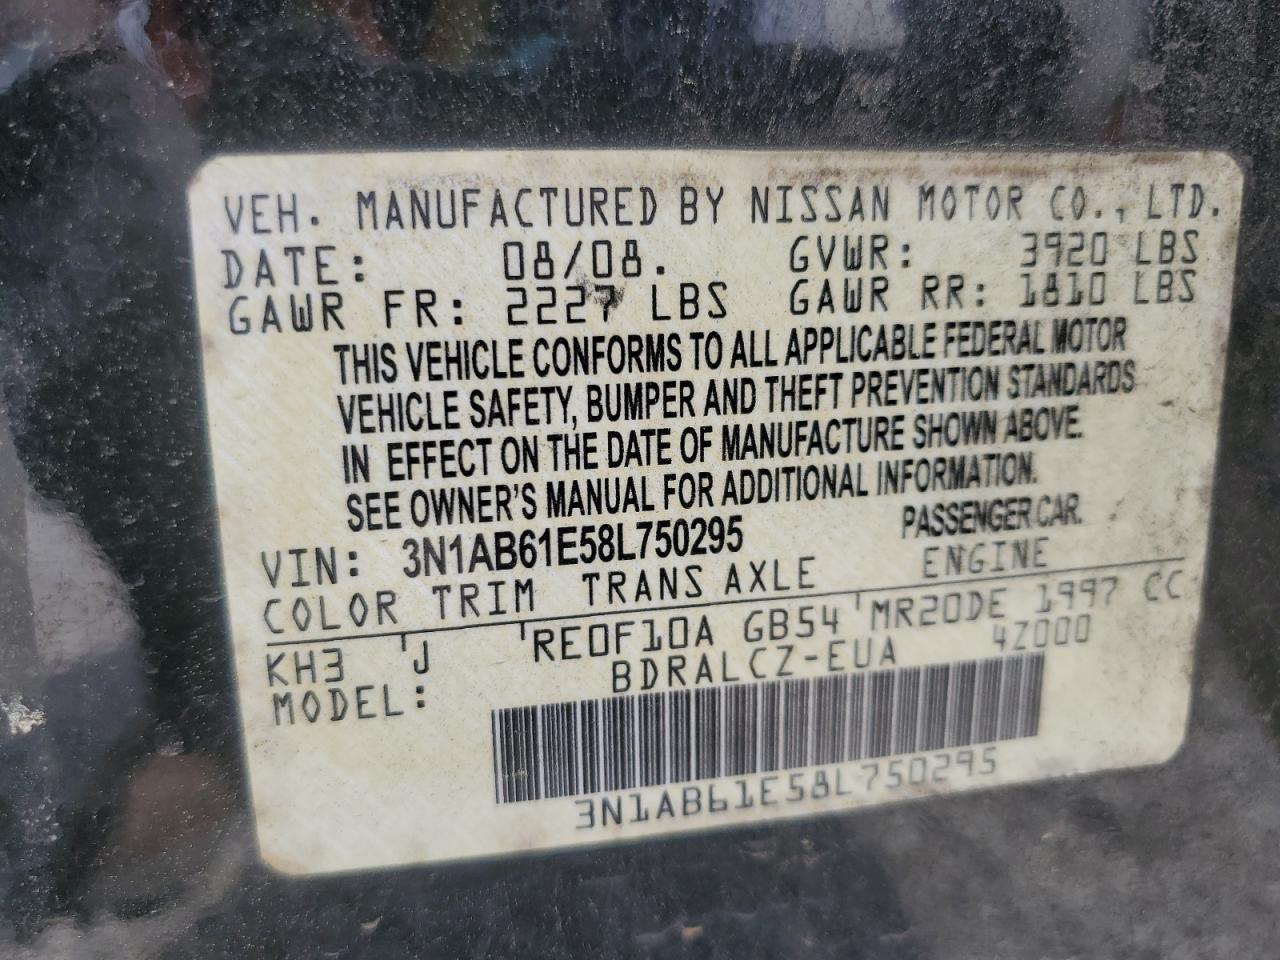 VEH. MANUFACTURED BY NISSAN MOTOR CO., LTD.
DATE: 08/08. GVWR: 3920 LBS
GAWR FR: 2227 LBS GAWR RR: 1810 LBS
THIS VEHICLE CONFORMS TO ALL APPLICABLE FEDERAL MOTOR
VEHICLE SAFETY, BUMPER AND THEFT PREVENTION STANDARDS
IN EFFECT ON THE DATE OF MANUFACTURE SHOWN ABOVE.
SEE OWNER'S MANUAL FOR ADDITIONAL INFORMATION.
VIN: 3N1AB61E58L750295 PASSENGER CAR.
COLOR TRIM TRANS AXLE ENGINE
KH3 J RE0F10A GB54 MR20DE 1997 CC
MODEL: BDRALCZ-EUA 4Z000
3N1AB61E58L750295